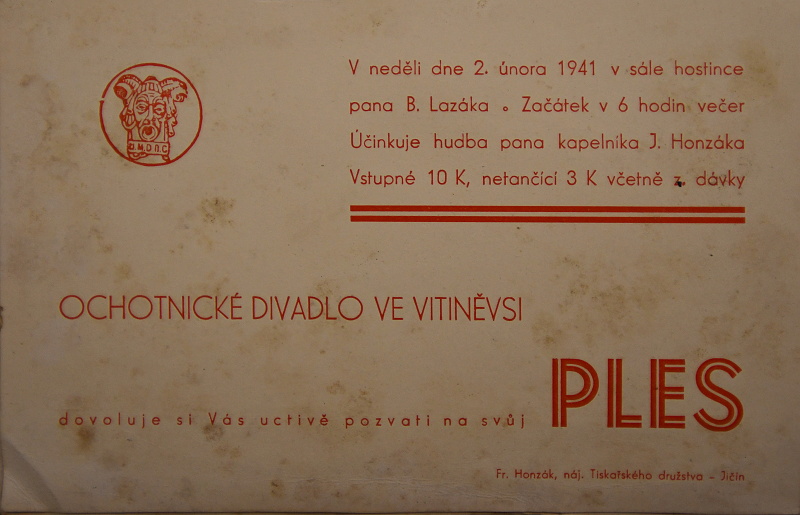 V neděli dne 2. února 1941 v sále hostince
pana B. Lazáka ∘ Začátek v 6 hodin večer
Účinkuje hudba pana kapelníka J. Honzáka
Vstupné 10 K, netančící 3 K včetně z. dávky
OCHOTNICKÉ DIVADLO VE VITINĚVSI
dovoluje si Vás uctivě pozvati na svůj
PLES
Fr. Honzák, náj. Tiskařského družstva - Jičín